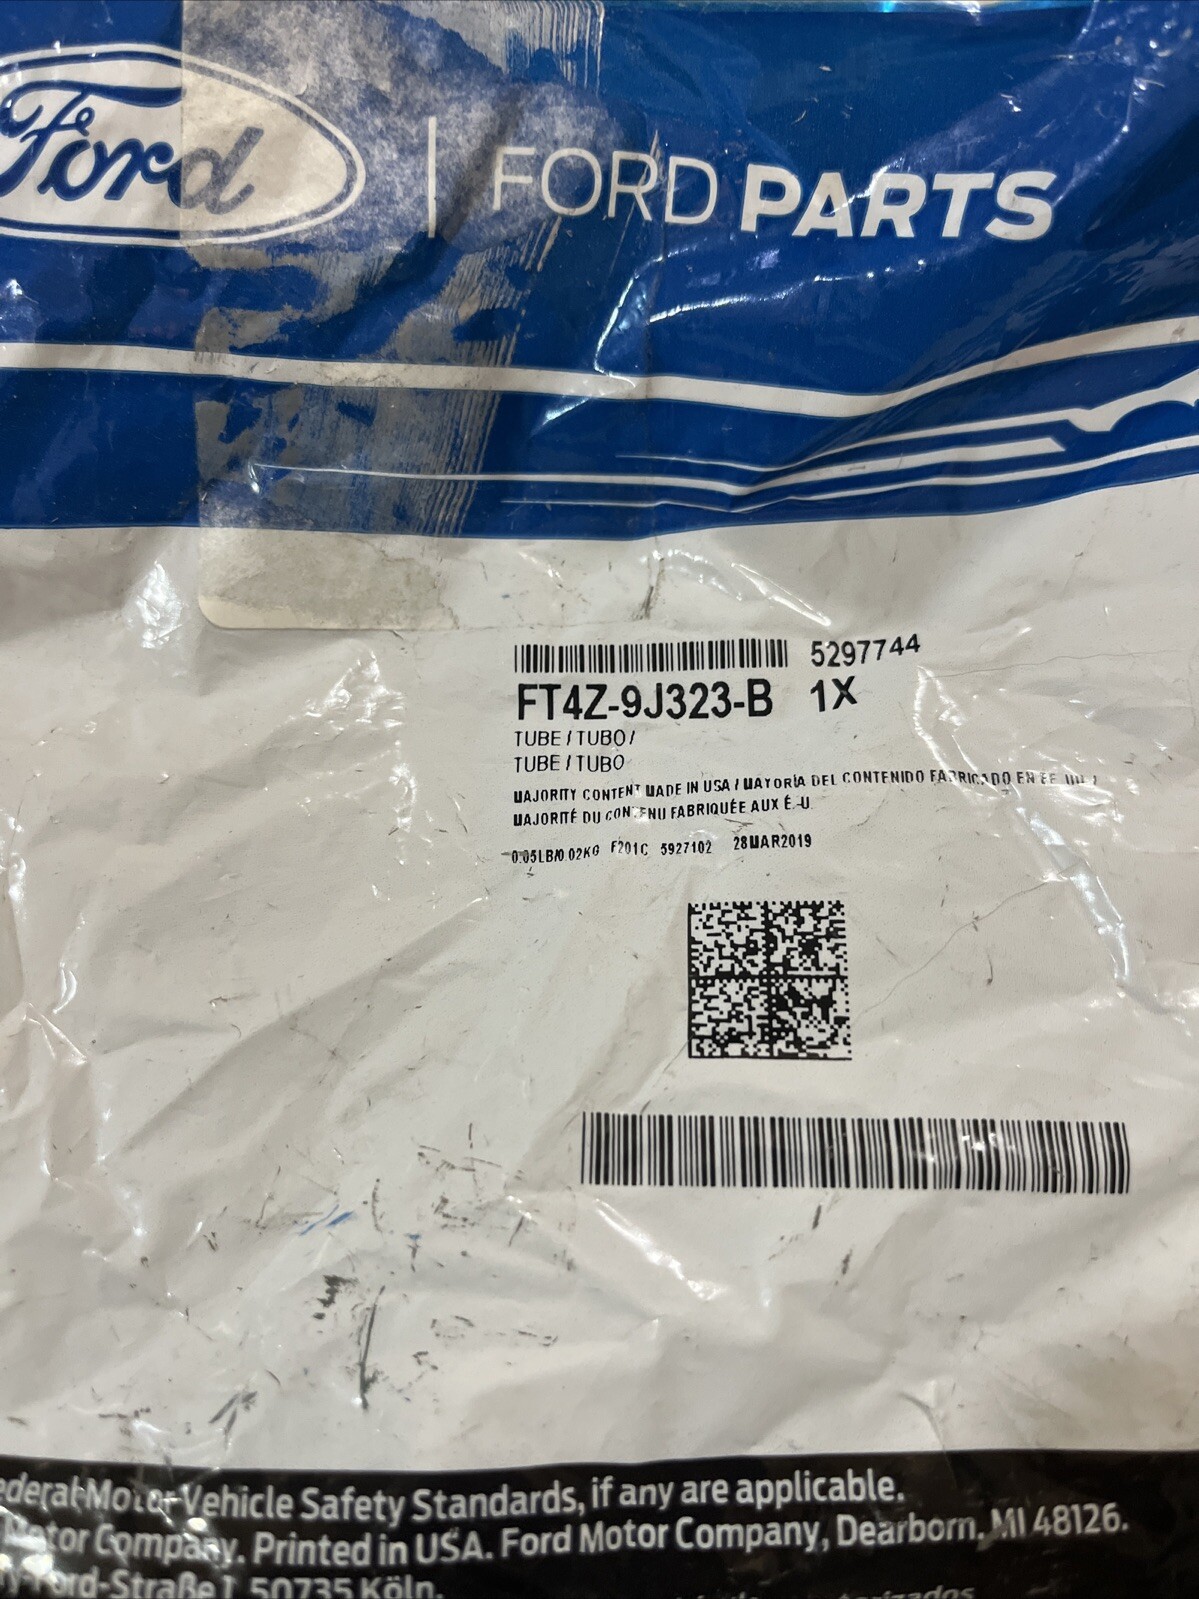 Ford | FORD PARTS
5297744
FT4Z-9J323-B 1X
TUBE / TUBO /
TUBE / TUBO
MAJORITY CONTENT MADE IN USA / MAYORÍA DEL CONTENIDO FABRICADO EN EE. UU. /
MAJORITÉ DU CONTENU FABRIQUÉE AUX É.-U.
0.05LB/0.02KG F201C 5927102 28MAR2019
ederal Motor Vehicle Safety Standards, if any are applicable.
Motor Company. Printed in USA. Ford Motor Company, Dearborn, MI 48126.
y-Ford-Straße 1, 50735 Köln.